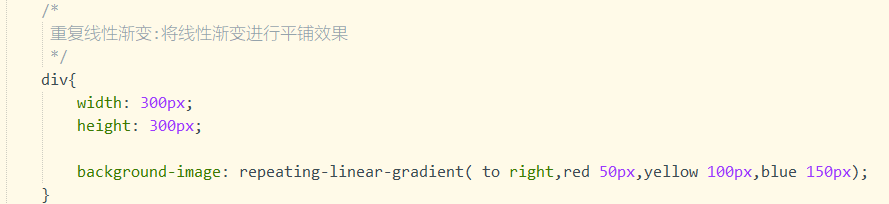 /*
重复线性渐变:将线性渐变进行平铺效果
*/
div{
width: 300px;
height: 300px;
background-image: repeating-linear-gradient( to right,red 50px,yellow 100px,blue 150px);
}